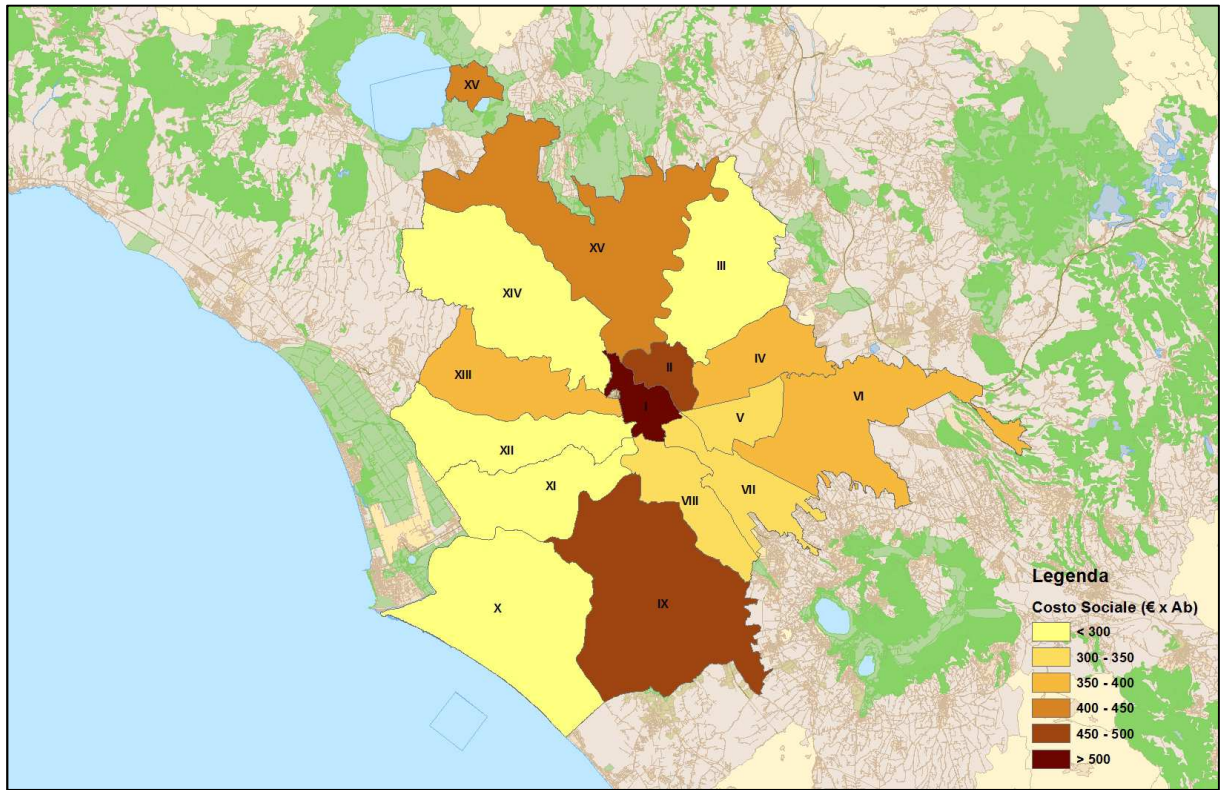 XV
XV
III
XIV
IV
II
XIII
VI
I
V
XII
XI
VII
VIII
X
IX
Legenda
Costo Sociale (€ x Ab)
< 300
300 - 350
350 - 400
400 - 450
450 - 500
> 500